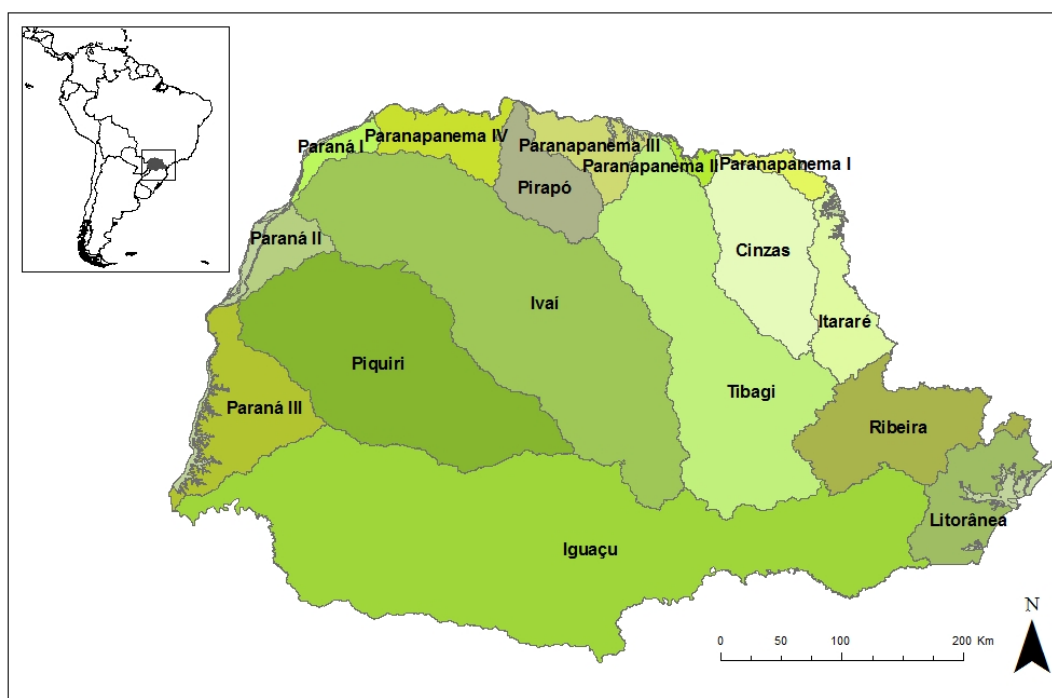 Paranapanema IV
Paraná I
Paranapanema III
Paranapanema II
Paranapanema I
Pirapó
Paraná II
Cinzas
Ivaí
Itararé
Piquiri
Tibagi
Paraná III
Ribeira
Litorânea
Iguaçu
N
0 50 100 200 Km